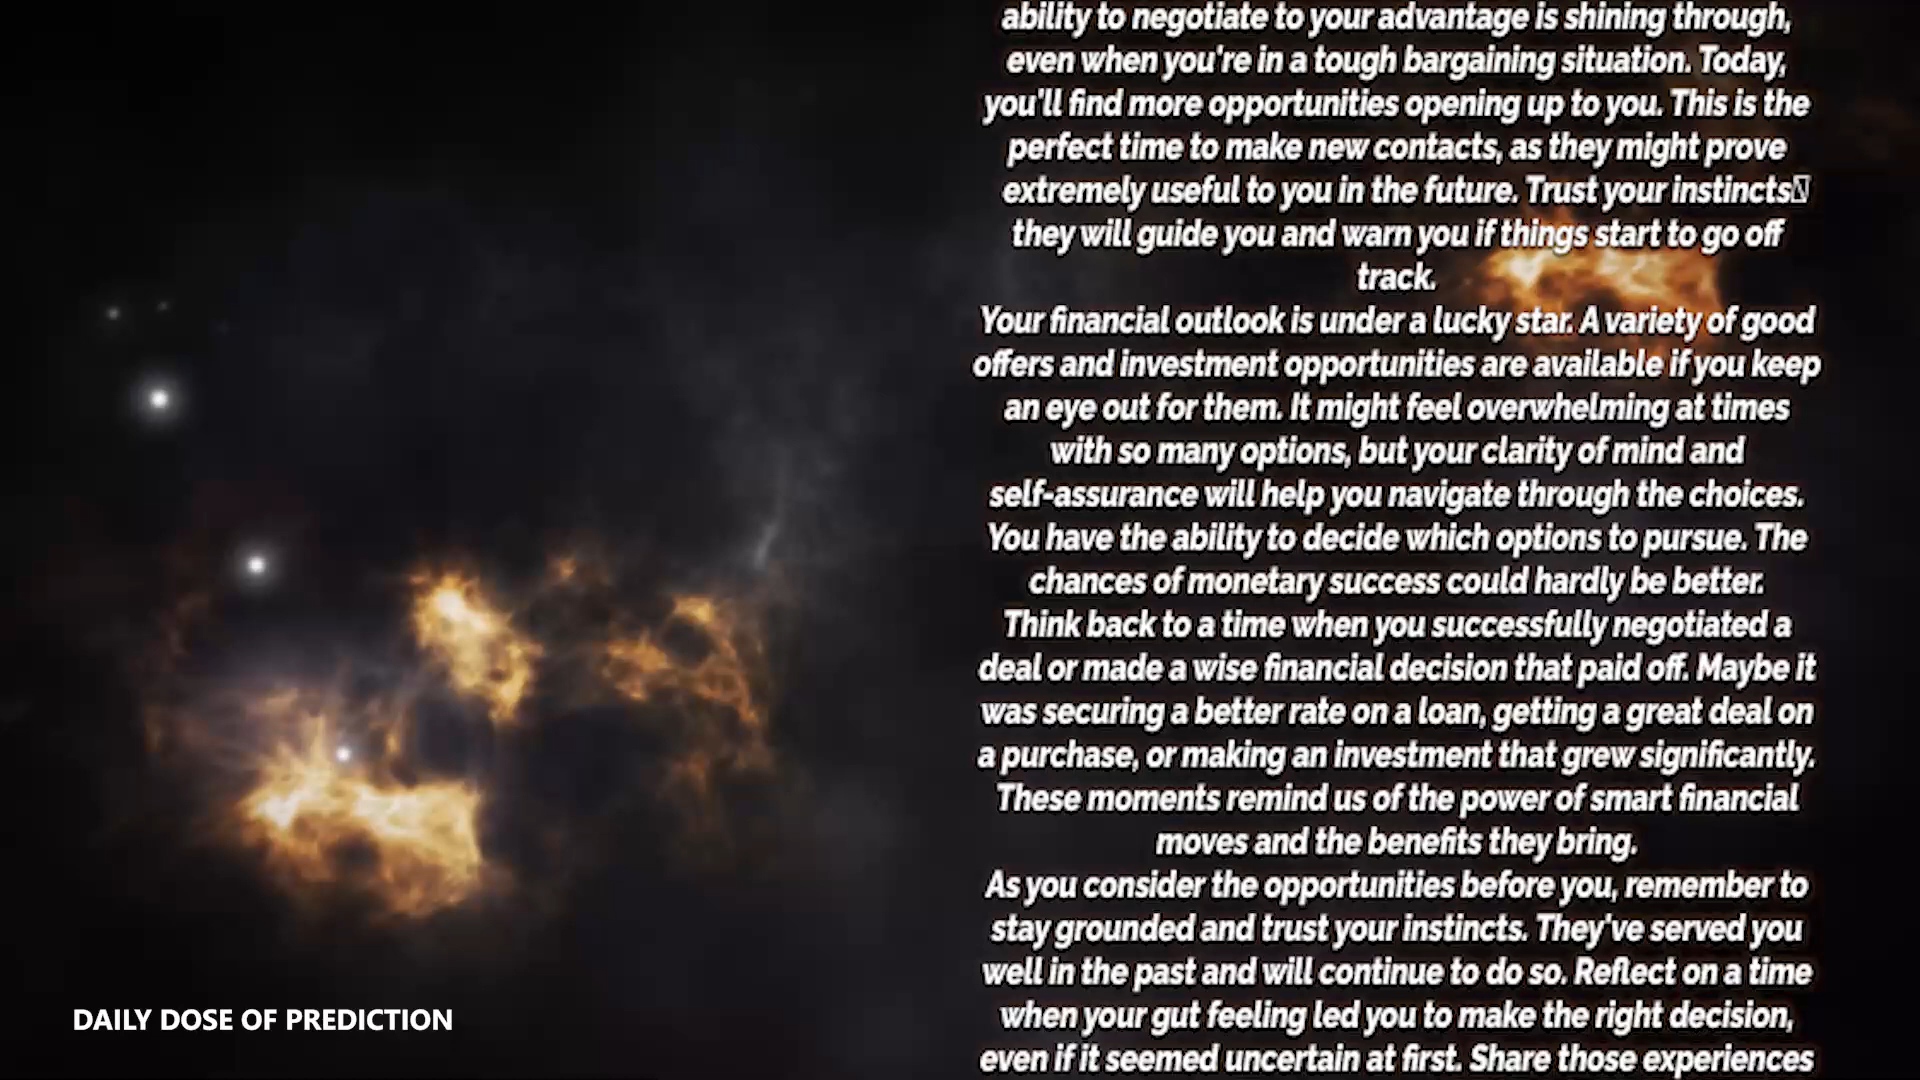 ability to negotiate to your advantage is shining through,
even when you're in a tough bargaining situation. Today,
you'll find more opportunities opening up to you. This is the
perfect time to make new contacts, as they might prove
extremely useful to you in the future. Trust your instincts
they will guide you and warn you if things start to go off
track.
Your financial outlook is under a lucky star. A variety of good
offers and investment opportunities are available if you keep
an eye out for them. It might feel overwhelming at times
with so many options, but your clarity of mind and
self-assurance will help you navigate through the choices.
You have the ability to decide which options to pursue. The
chances of monetary success could hardly be better.
Think back to a time when you successfully negotiated a
deal or made a wise financial decision that paid off. Maybe it
was securing a better rate on a loan, getting a great deal on
a purchase, or making an investment that grew significantly.
These moments remind us of the power of smart financial
moves and the benefits they bring.
As you consider the opportunities before you, remember to
stay grounded and trust your instincts. They've served you
well in the past and will continue to do so. Reflect on a time
when your gut feeling led you to make the right decision,
even if it seemed uncertain at first. Share those experiences
DAILY DOSE OF PREDICTION